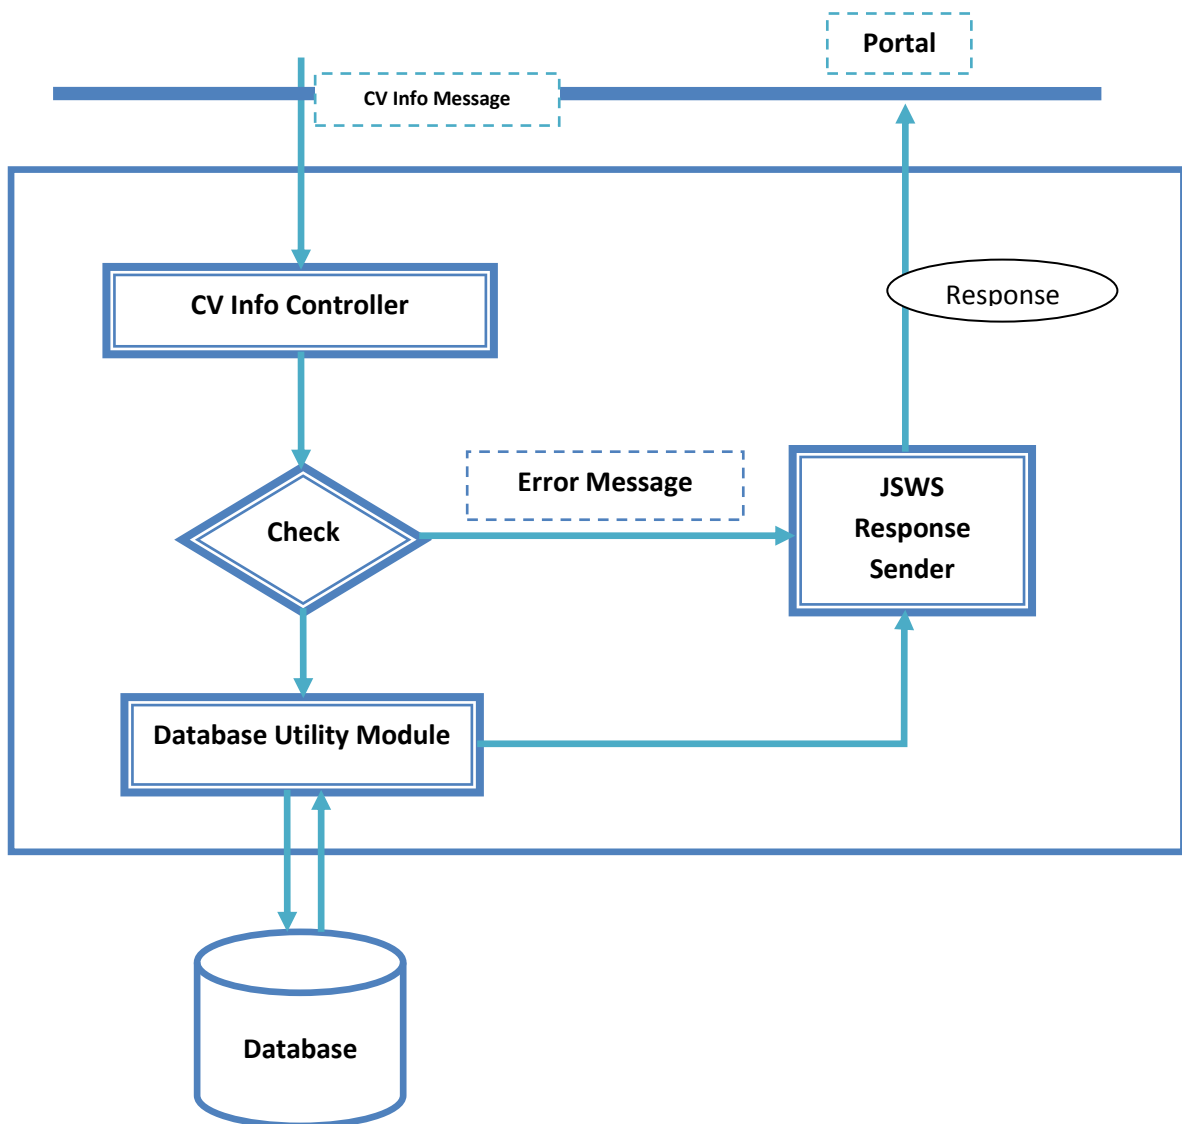 Portal
CV Info Message
CV Info Controller
Response
Error Message
JSWS
Response
Sender
Check
Database Utility Module
Database